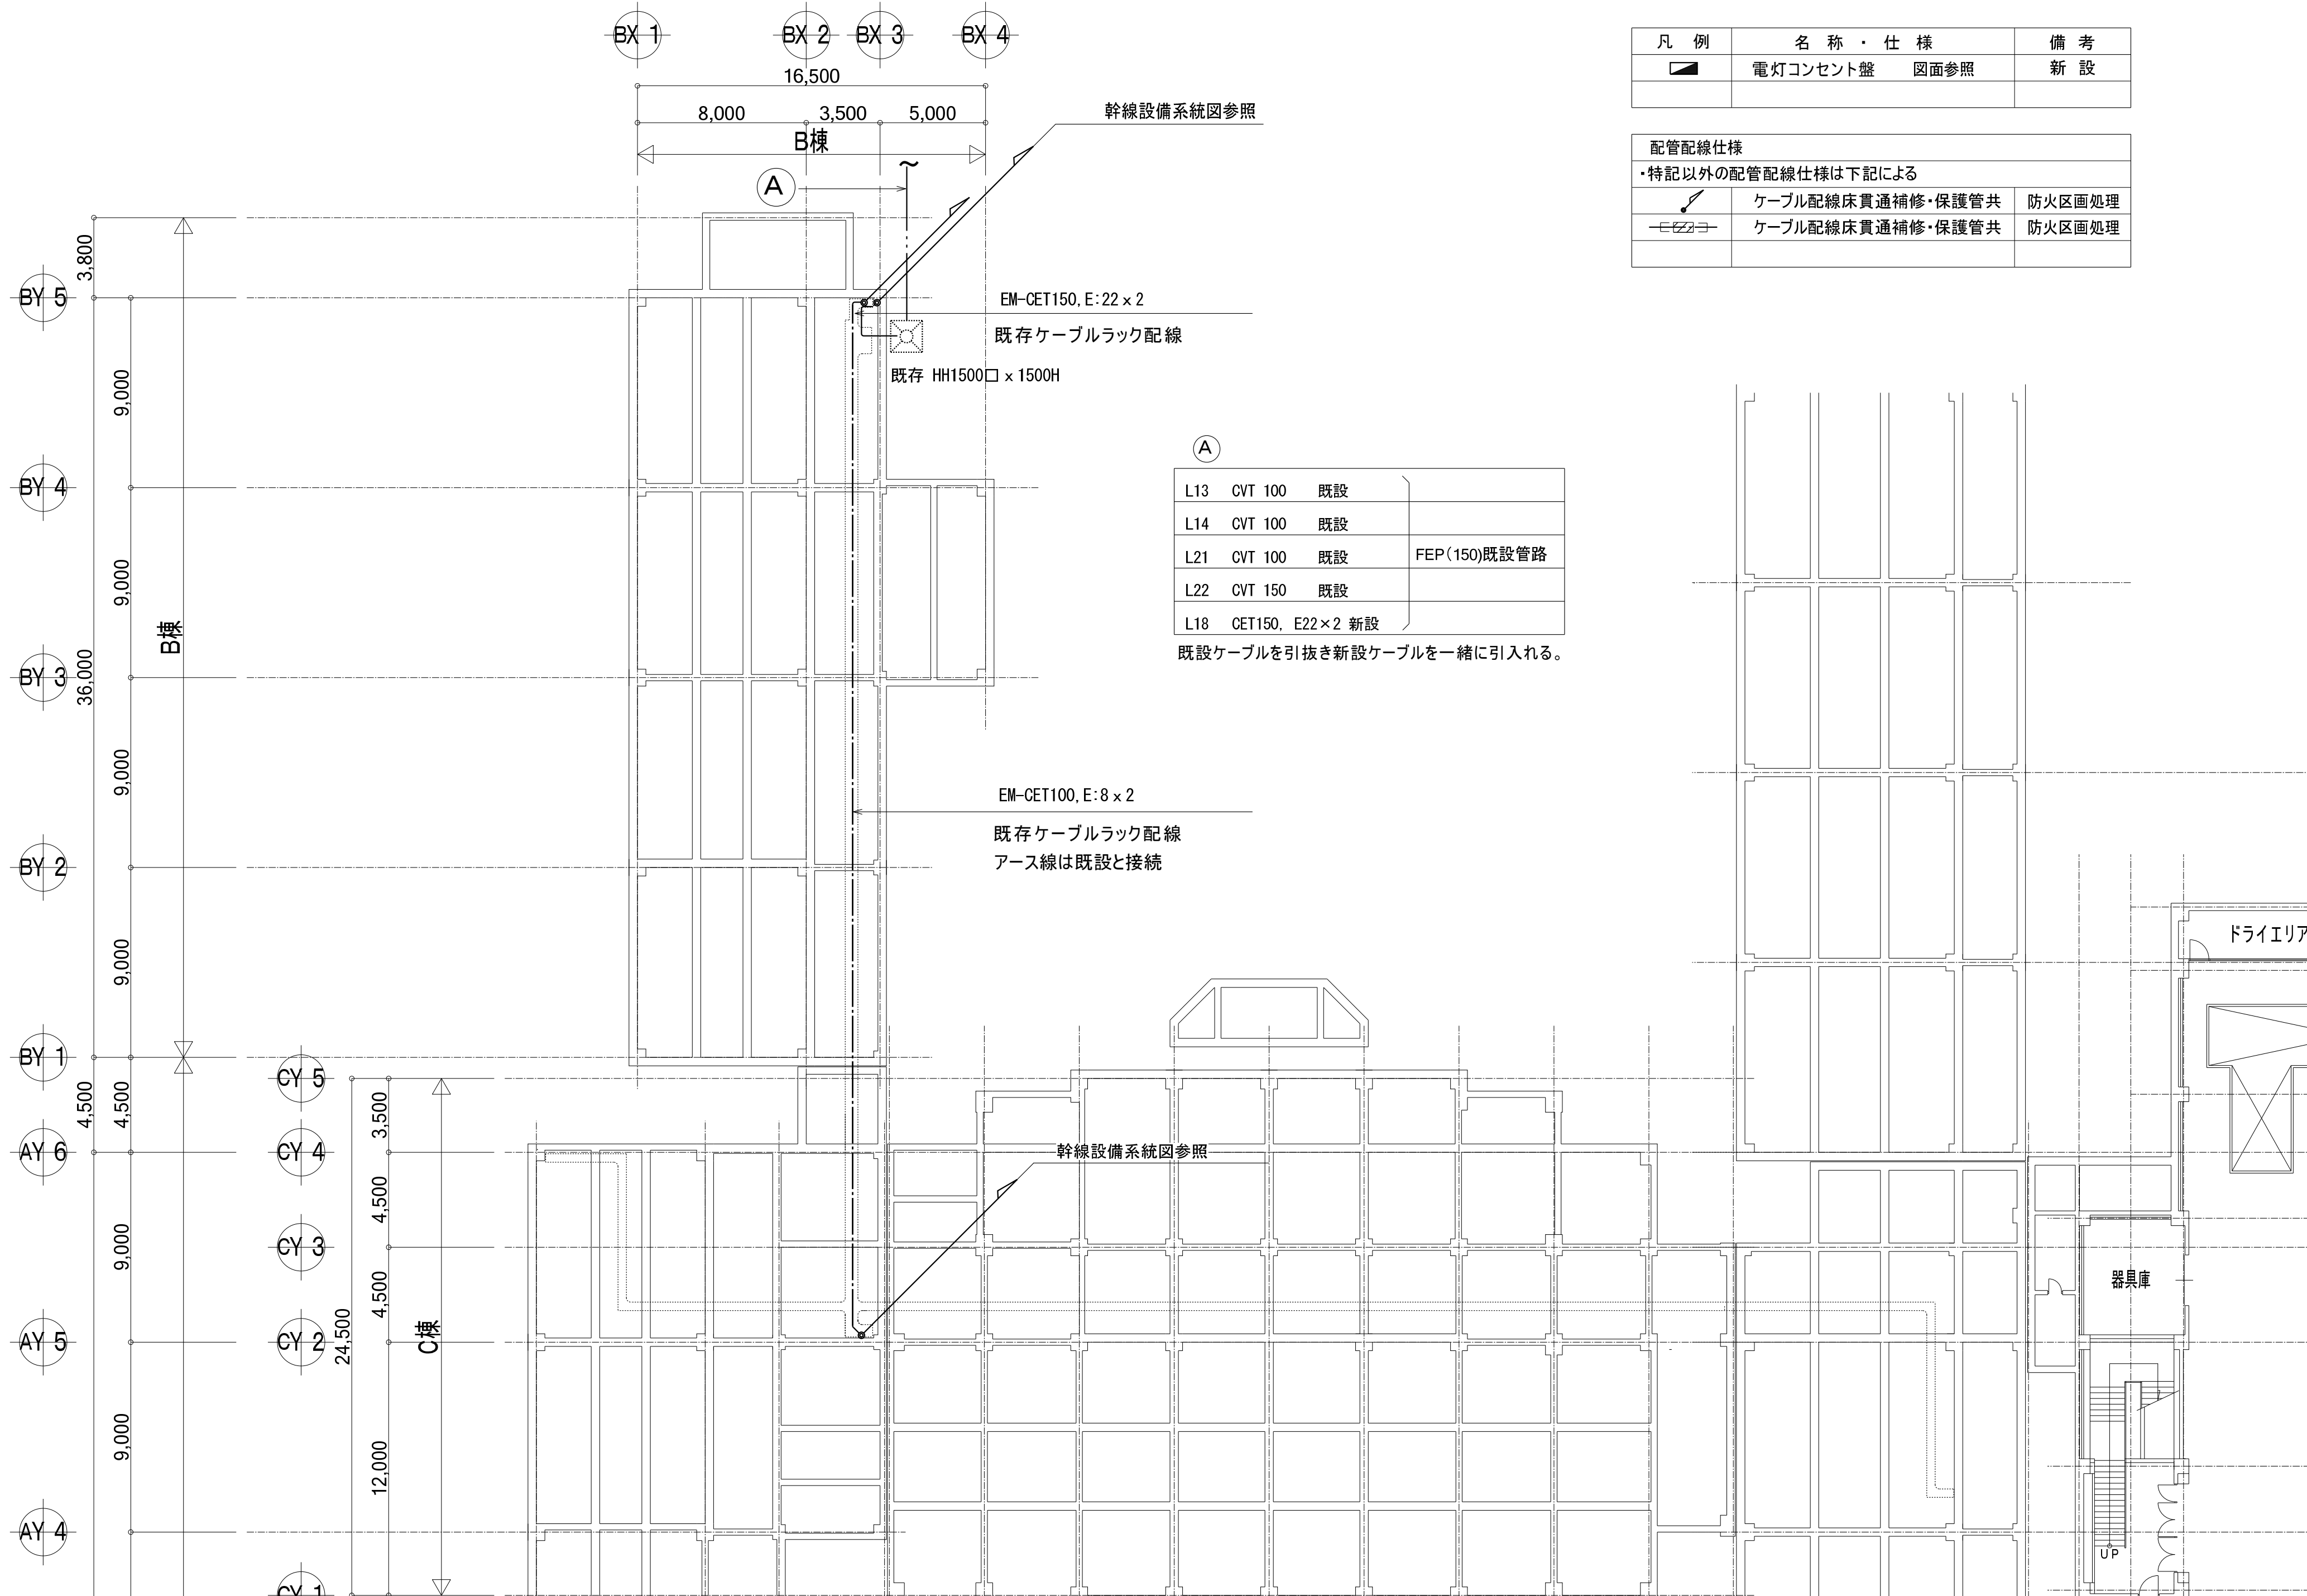 BX 1
BX 2
BX 3
BX 4
16,500
8,000
3,500
5,000
B棟
A
幹線設備系統図参照
凡 例
名 称 ・ 仕 様
備 考
電灯コンセント盤 図面参照
新 設
配管配線仕様
・特記以外の配管配線仕様は下記による
ケーブル配線床貫通補修・保護管共
防火区画処理
ケーブル配線床貫通補修・保護管共
防火区画処理
BY 5
BY 4
BY 3
BY 2
BY 1
AY 6
AY 5
AY 4
3,800
36,000
4,500
9,000
9,000
9,000
9,000
4,500
9,000
9,000
B棟
EM-CET150,E:22 x 2
既存ケーブルラック配線
既存 HH1500□ x 1500H
A
L13 CVT 100 既設
L14 CVT 100 既設
L21 CVT 100 既設
FEP(150)既設管路
L22 CVT 150 既設
L18 CET150, E22×2 新設
既設ケーブルを引抜き新設ケーブルを一緒に引入れる。
EM-CET100,E:8 x 2
既存ケーブルラック配線
アース線は既設と接続
CY 5
CY 4
CY 3
CY 2
CY 1
24,500
3,500
4,500
4,500
12,000
C棟
幹線設備系統図参照
ドライエリア
器具庫
UP